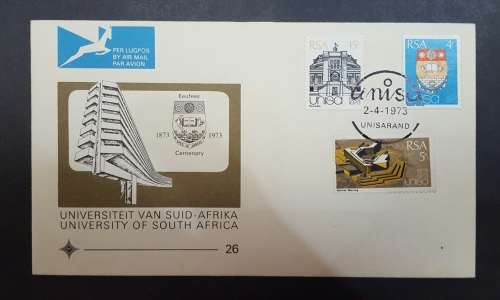 PER LUGPOS
BY AIR MAIL
PAR AVION
Eeufees
1873
1973
Centenary
UNIVERSITEIT VAN SUID-AFRIKA
UNIVERSITY OF SOUTH AFRICA
26
RSA 15c
unisa
RSA 4c
unisa
2-4-1973
UNISARAND
RSA
5c
unisa